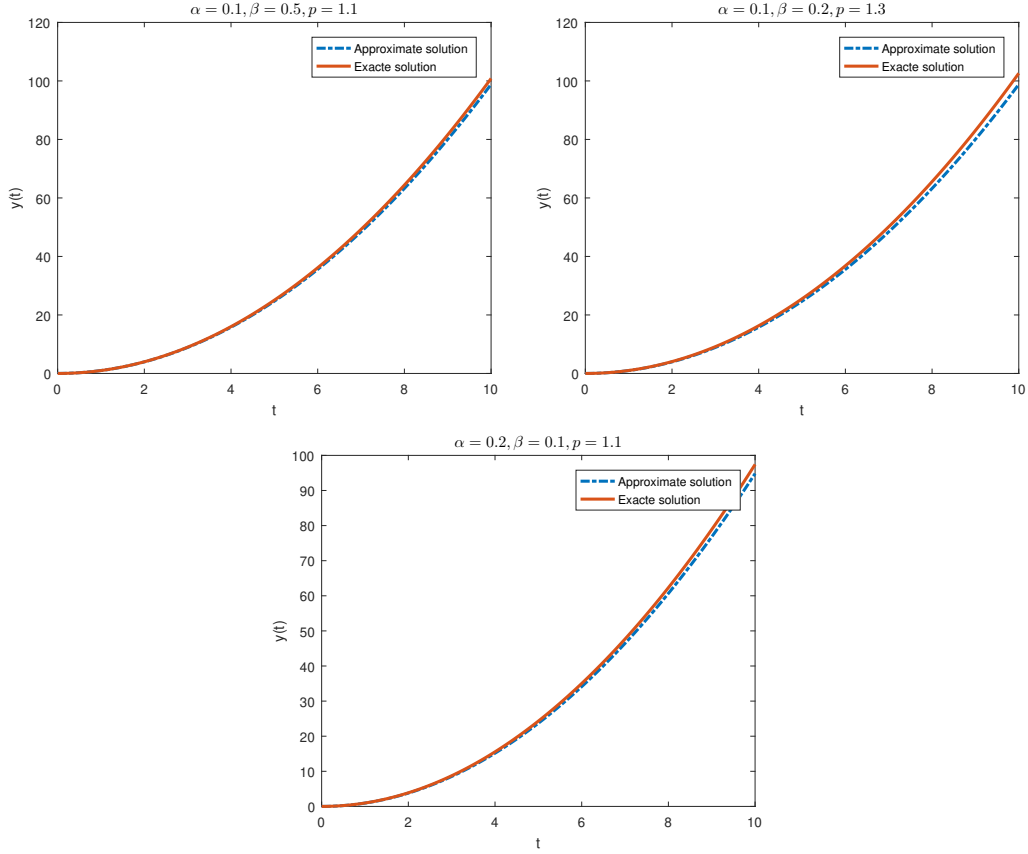 α = 0.1, β = 0.5, p = 1.1
120
100
80
60
40
20
0
y(t)
Approximate solution
Exacte solution
0 2 4 6 8 10
t
α = 0.1, β = 0.2, p = 1.3
120
100
80
60
40
20
0
y(t)
Approximate solution
Exacte solution
0 2 4 6 8 10
t
α = 0.2, β = 0.1, p = 1.1
100
90
80
70
60
50
40
30
20
10
0
y(t)
Approximate solution
Exacte solution
0 2 4 6 8 10
t